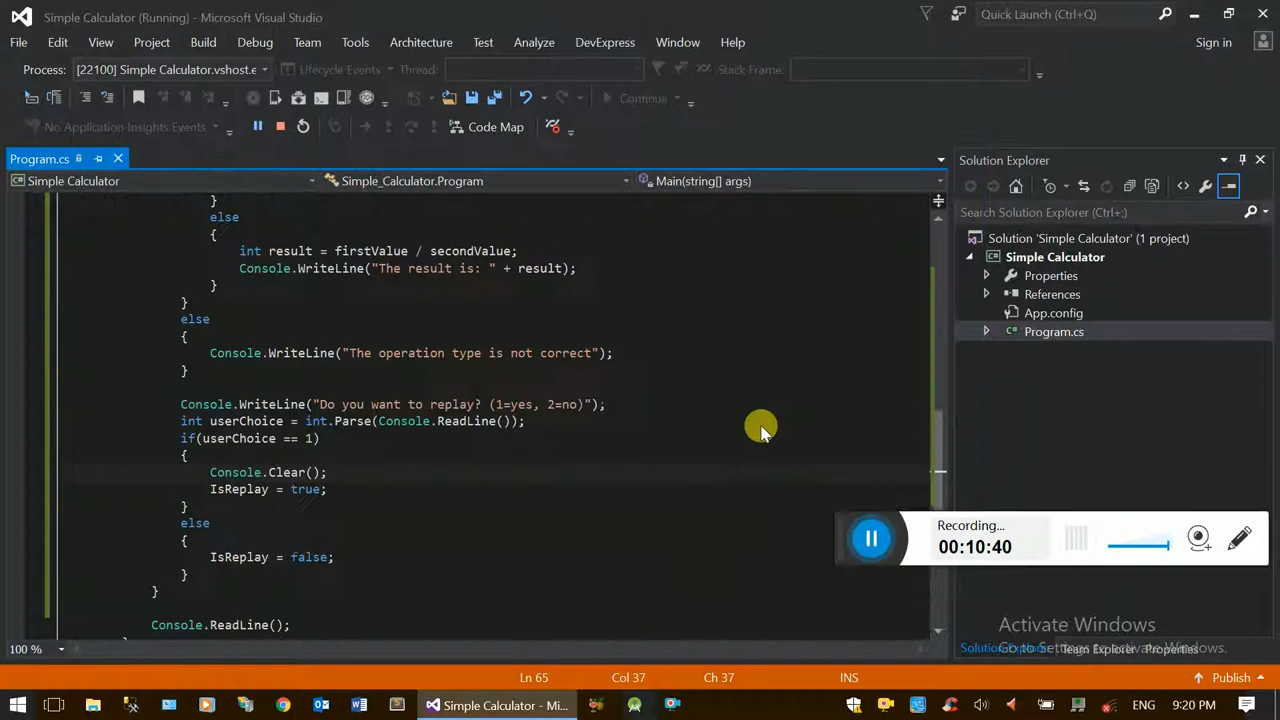 Simple Calculator (Running) - Microsoft Visual Studio
Quick Launch (Ctrl+Q)
File Edit View Project Build Debug Team Tools Architecture Test Analyze DevExpress Window Help
Sign in
Process: [22100] Simple Calculator.vshost.e Lifecycle Events Thread: Stack Frame:
Continue
No Application Insights Events Code Map
Program.cs
Simple Calculator Simple_Calculator.Program Main(string[] args)
}
else
{
int result = firstValue / secondValue;
Console.WriteLine("The result is: " + result);
}
}
else
{
Console.WriteLine("The operation type is not correct");
}
Console.WriteLine("Do you want to replay? (1=yes, 2=no)");
int userChoice = int.Parse(Console.ReadLine());
if(userChoice == 1)
{
Console.Clear();
IsReplay = true;
}
else
{
IsReplay = false;
}
}
Console.ReadLine();
100 %
Solution Explorer
Search Solution Explorer (Ctrl+;)
Solution 'Simple Calculator' (1 project)
Simple Calculator
Properties
References
App.config
Program.cs
Recording...
00:10:40
Activate Windows
Go to Settings to activate Windows.
Solution Explorer Team Explorer Properties
Ln 65 Col 37 Ch 37 INS Publish
Simple Calculator - Mi...
ENG 9:20 PM